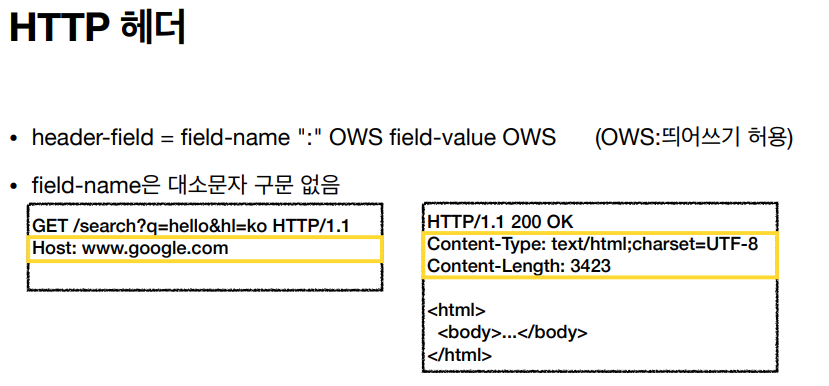 HTTP 헤더
• header-field = field-name ":" OWS field-value OWS (OWS:띄어쓰기 허용)
• field-name은 대소문자 구문 없음
GET /search?q=hello&hl=ko HTTP/1.1
Host: www.google.com
HTTP/1.1 200 OK
Content-Type: text/html;charset=UTF-8
Content-Length: 3423
<html>
<body>...</body>
</html>